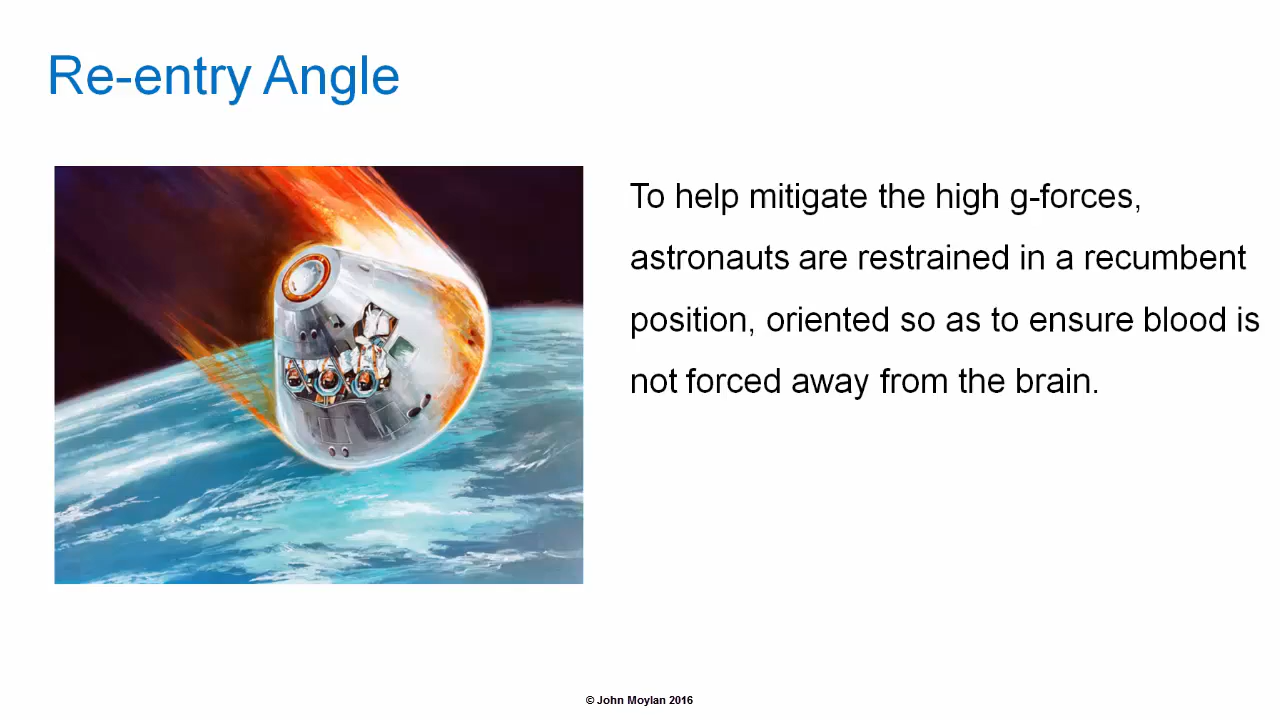 Re-entry Angle
To help mitigate the high g-forces,
astronauts are restrained in a recumbent
position, oriented so as to ensure blood is
not forced away from the brain.
© John Moylan 2016